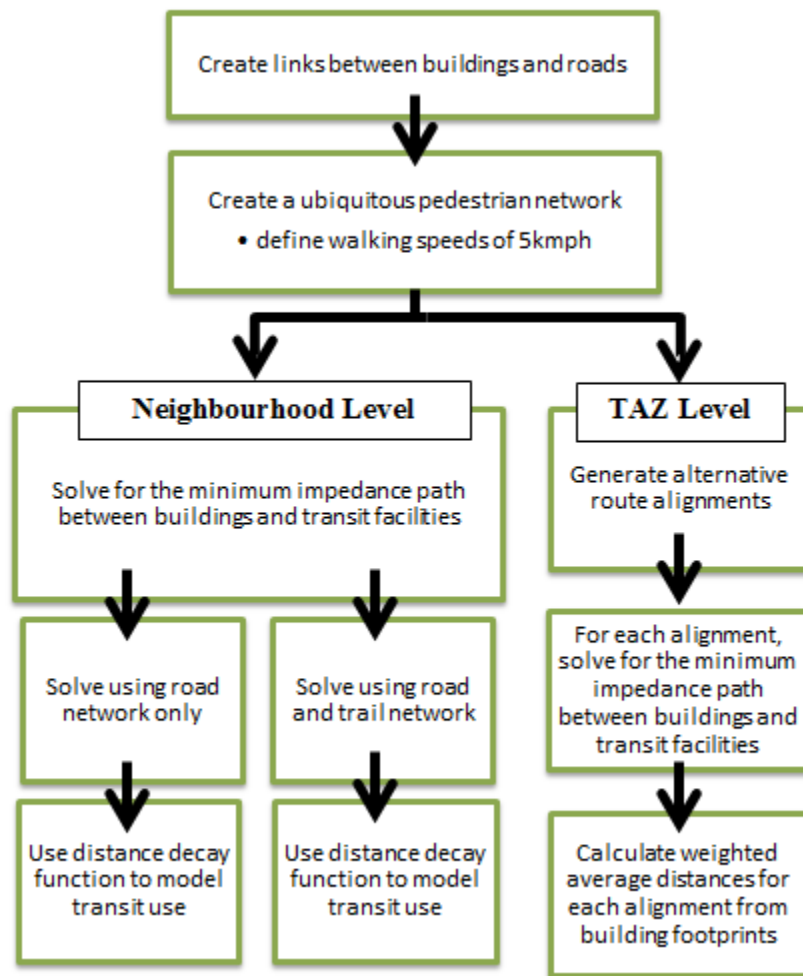 Create links between buildings and roads
Create a ubiquitous pedestrian network
• define walking speeds of 5kmph
Neighbourhood Level
Solve for the minimum impedance path
between buildings and transit facilities
Solve using road
network only
Solve using road
and trail network
Use distance decay
function to model
transit use
Use distance decay
function to model
transit use
TAZ Level
Generate alternative
route alignments
For each alignment,
solve for the minimum
impedance path
between buildings and
transit facilities
Calculate weighted
average distances for
each alignment from
building footprints